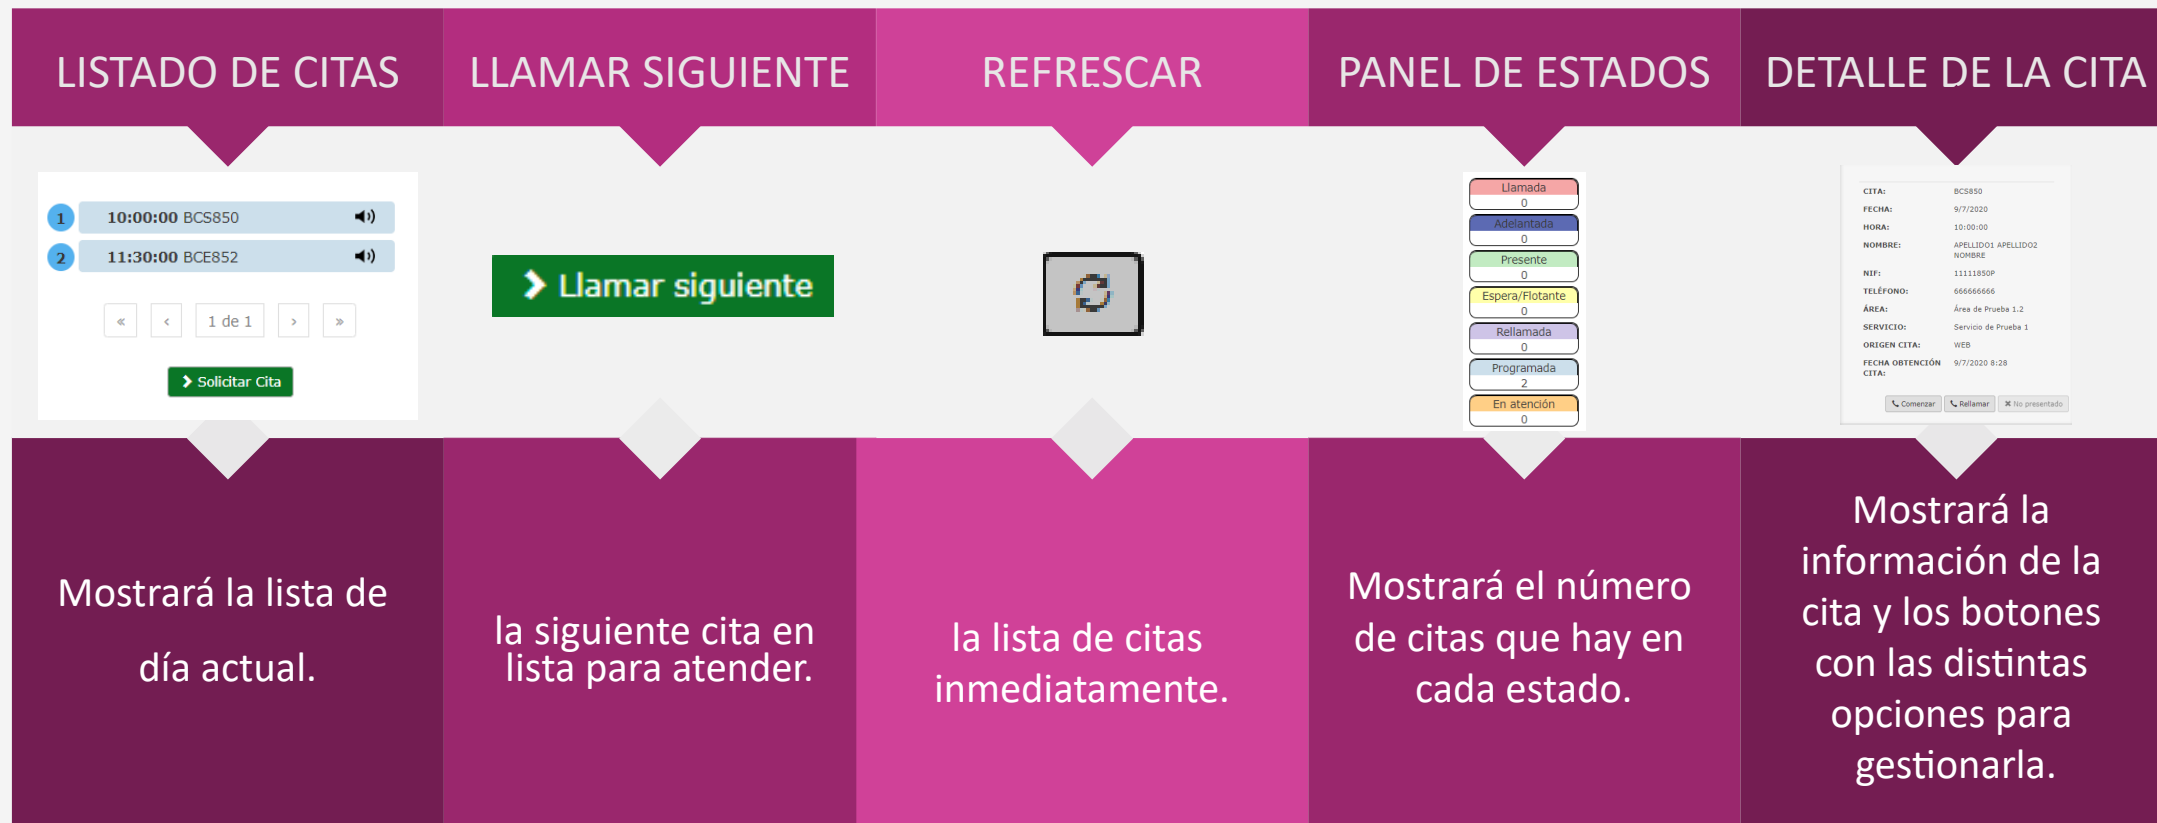 LISTADO DE CITAS
LLAMAR SIGUIENTE
REFRESCAR
PANEL DE ESTADOS
DETALLE DE LA CITA
1 10:00:00 BCS850
2 11:30:00 BCE852
« ‹ 1 de 1 › »
Solicitar Cita
Llamar siguiente
Llamada
0
Adelantada
0
Presente
0
Espera/Flotante
0
Rellamada
0
Programada
2
En atención
0
CITA: BCS850
FECHA: 9/7/2020
HORA: 10:00:00
NOMBRE: APELLIDO1 APELLIDO2
NOMBRE
NIF: 11111850P
TELÉFONO: 666666666
ÁREA: Área de Prueba 1.2
SERVICIO: Servicio de Prueba 1
ORIGEN CITA: WEB
FECHA OBTENCIÓN 9/7/2020 8:28
CITA:
Comenzar Rellamar No presentado
Mostrará la lista de
día actual.
la siguiente cita en
lista para atender.
la lista de citas
inmediatamente.
Mostrará el número
de citas que hay en
cada estado.
Mostrará la
información de la
cita y los botones
con las distintas
opciones para
gestionarla.